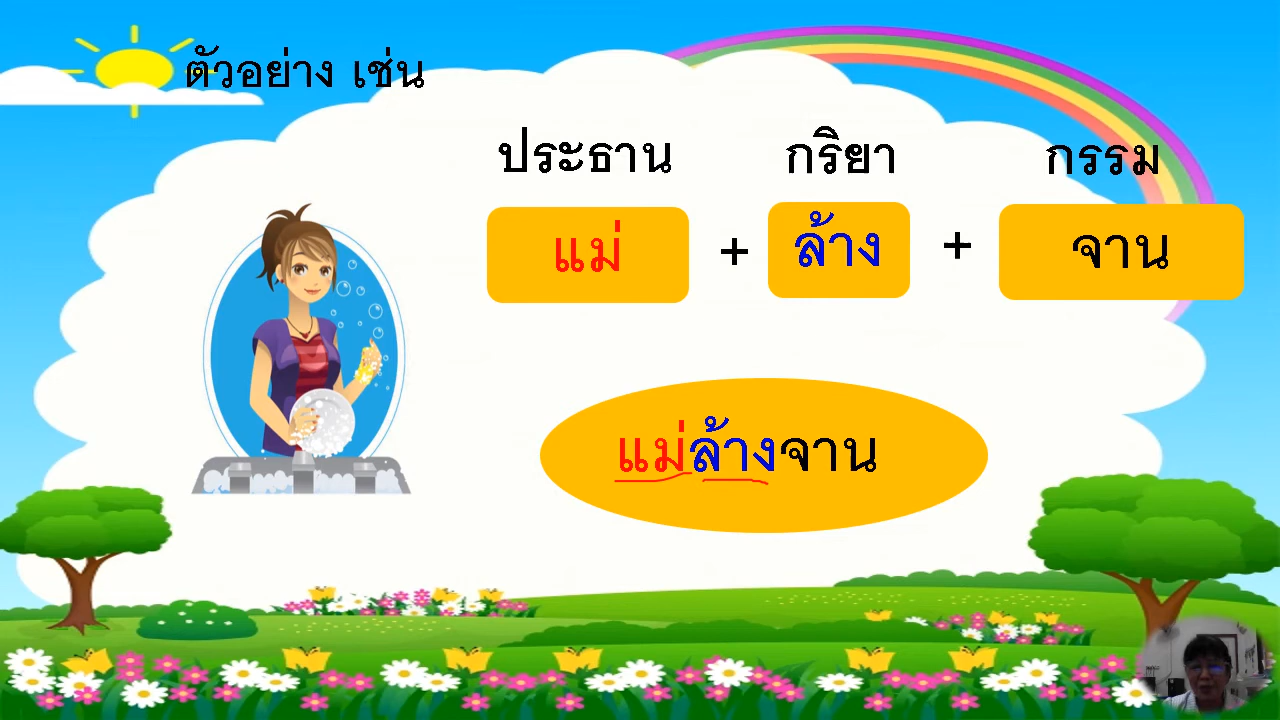 ตัวอย่าง เช่น
ประธาน กริยา กรรม
แม่ + ล้าง + จาน
แม่ล้างจาน